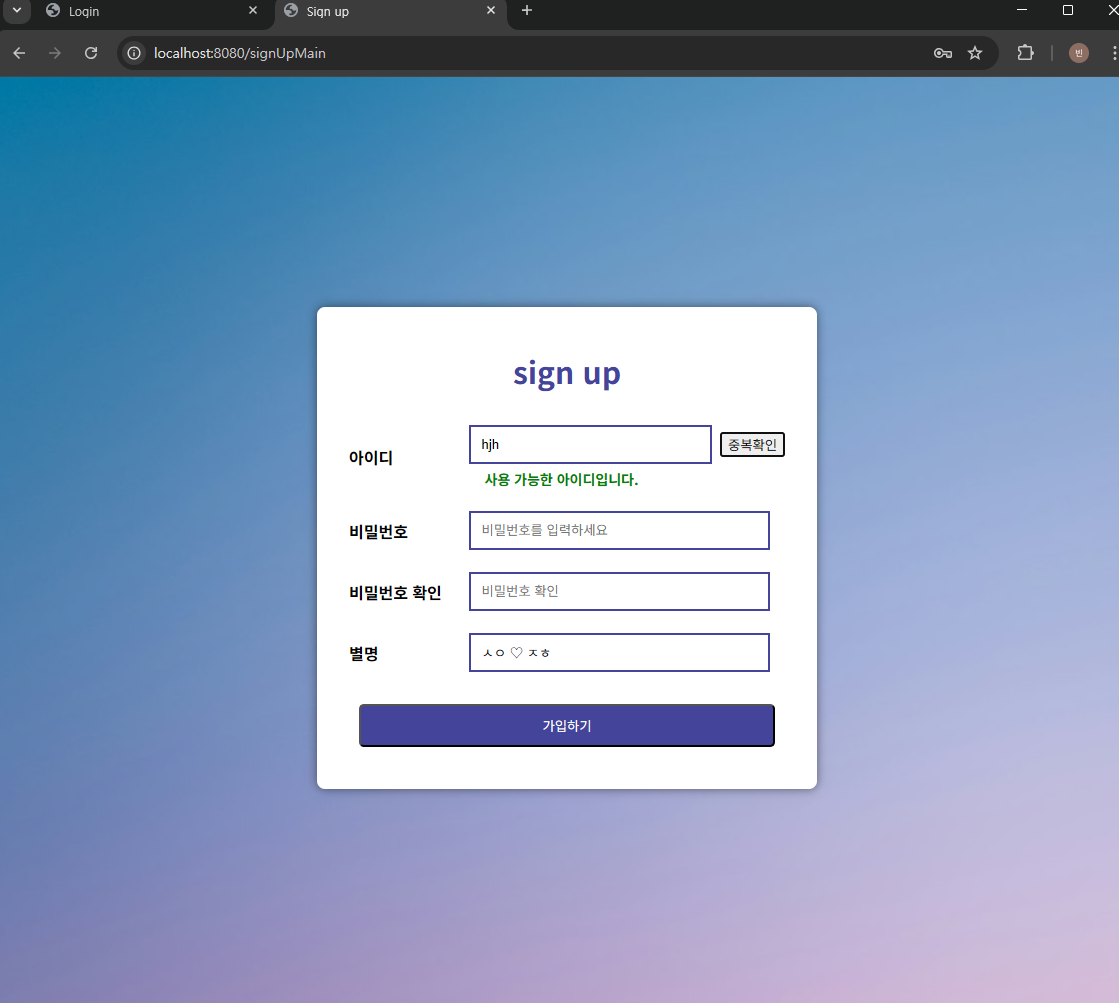 Login
Sign up
localhost:8080/signUpMain
빈
sign up
아이디
hjh
중복확인
사용 가능한 아이디입니다.
비밀번호
비밀번호를 입력하세요
비밀번호 확인
비밀번호 확인
별명
ㅅㅇ ♡ ㅈㅎ
가입하기